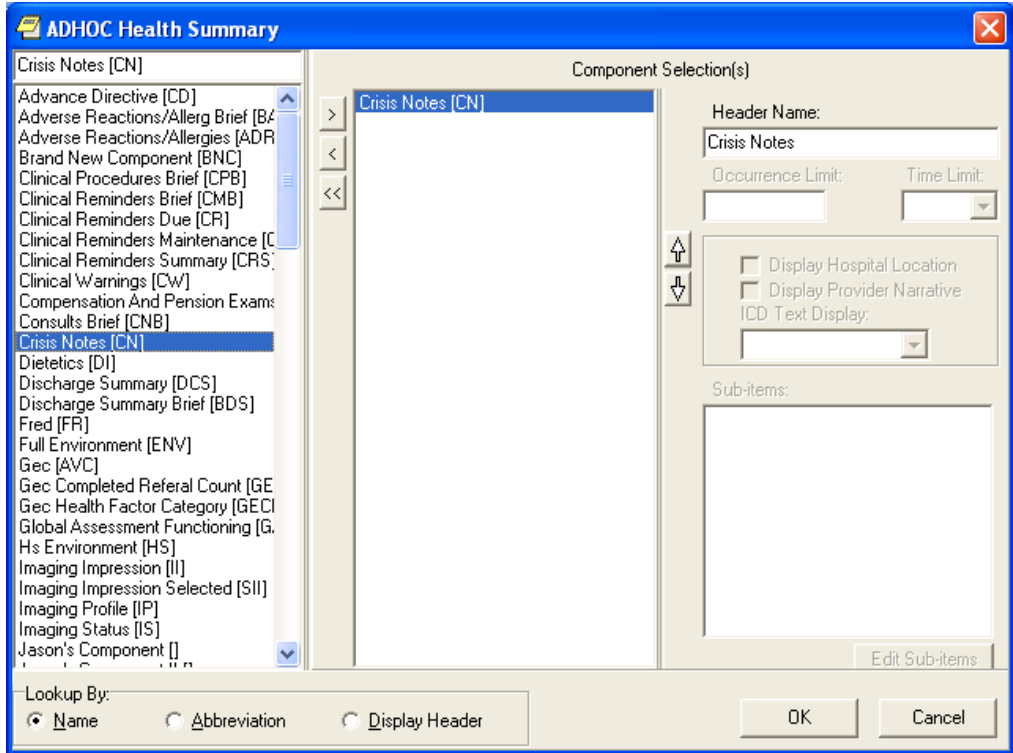 ADHOC Health Summary
Crisis Notes [CN]
Advance Directive [CD]
Adverse Reactions/Allerg Brief [BA
Adverse Reactions/Allergies [ADR
Brand New Component [BNC]
Clinical Procedures Brief [CPB]
Clinical Reminders Brief [CMB]
Clinical Reminders Due [CR]
Clinical Reminders Maintenance [C
Clinical Reminders Summary [CRS]
Clinical Warnings [CW]
Compensation And Pension Exams
Consults Brief [CNB]
Crisis Notes [CN]
Dietetics [DI]
Discharge Summary [DCS]
Discharge Summary Brief [BDS]
Fred [FR]
Full Environment [ENV]
Gec [AVC]
Gec Completed Referal Count [GE
Gec Health Factor Category [GECI
Global Assessment Functioning [G
Hs Environment [HS]
Imaging Impression [II]
Imaging Impression Selected [SII]
Imaging Profile [IP]
Imaging Status [IS]
Jason's Component []
Component Selection(s)
>
<
<<
Crisis Notes [CN]
Header Name:
Crisis Notes
Occurrence Limit: Time Limit:
Display Hospital Location
Display Provider Narrative
ICD Text Display:
Sub-items:
Edit Sub-items
Lookup By:
Name Abbreviation Display Header
OK Cancel